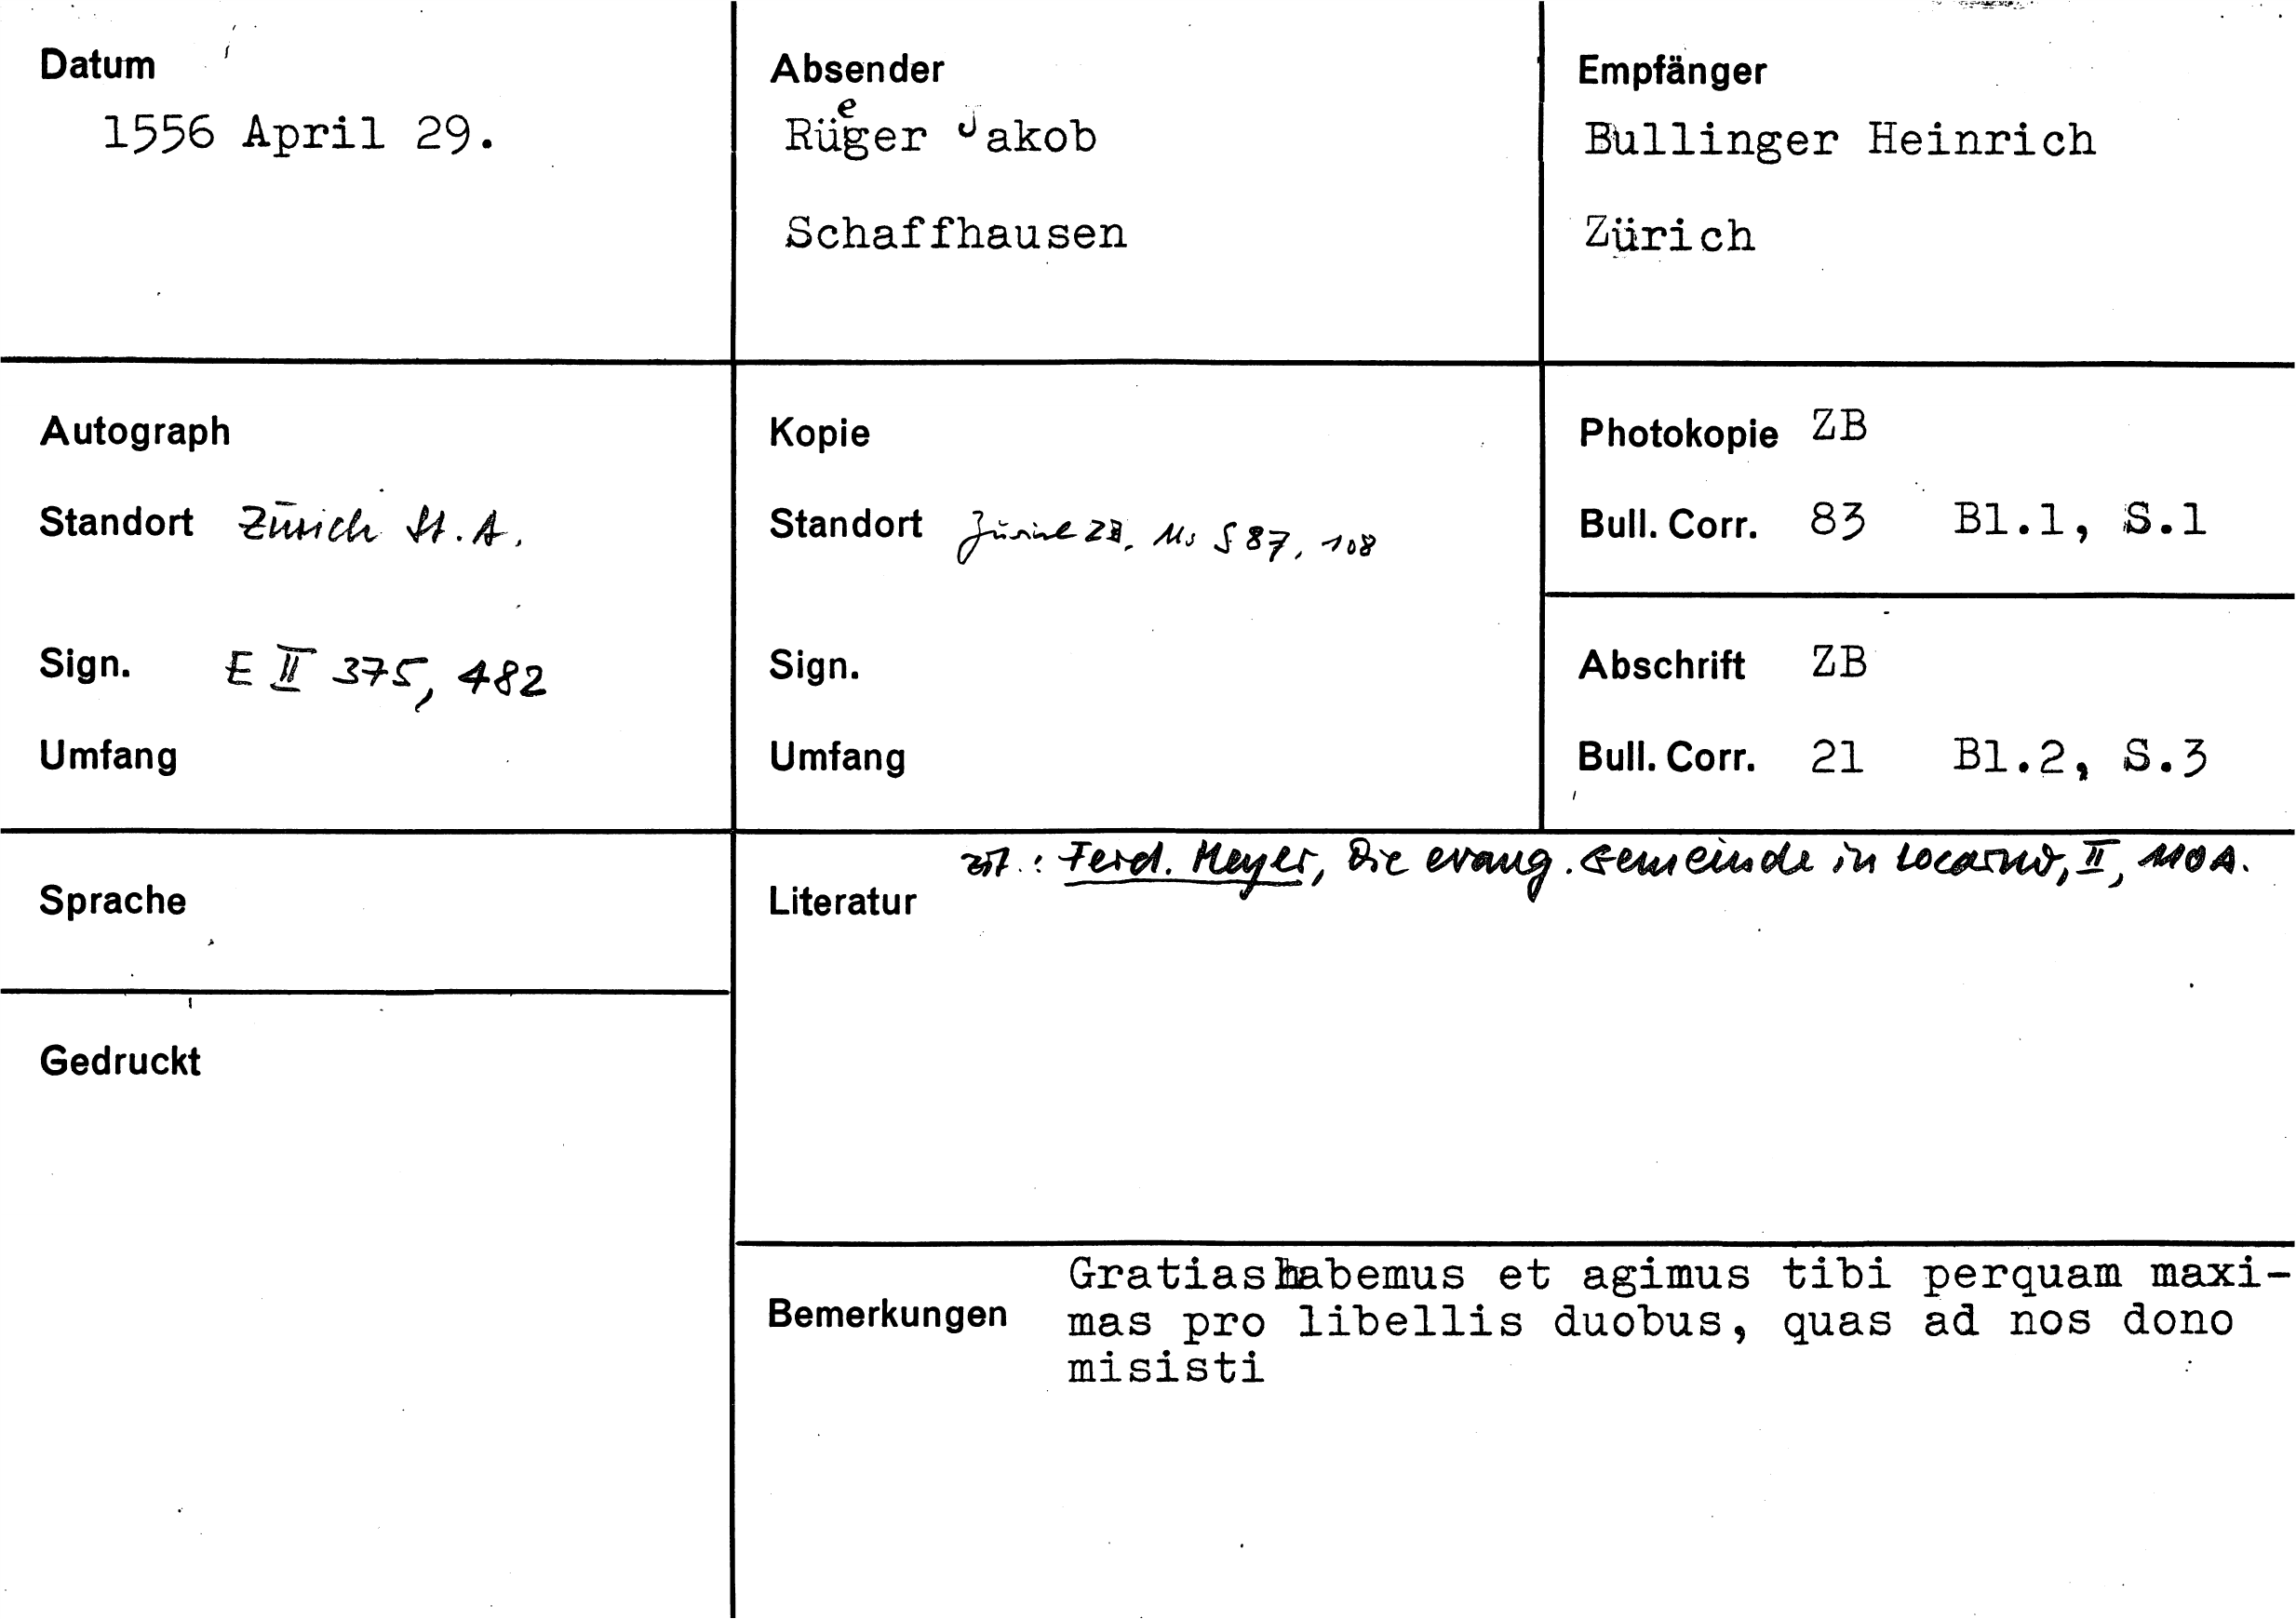 Datum
1556 April 29.
Absender
Rüeger Jakob
Schaffhausen
Empfänger
Bullinger Heinrich
Zürich
Autograph
Standort Zürich St. A.
Sign. E II 375, 482
Umfang
Kopie
Standort Zürich ZB, Ms S 87, 108
Sign.
Umfang
Photokopie ZB
Bull. Corr. 83 Bl.1, S.1
Abschrift ZB
Bull. Corr. 21 Bl.2, S.3
Sprache
Gedruckt
zit.: Ferd. Meyer, Die evang. Gemeinde in Locarno, II, 110 A.
Literatur
Bemerkungen
Gratias habemus et agimus tibi perquam maxi-
mas pro libellis duobus, quas ad nos dono
misisti